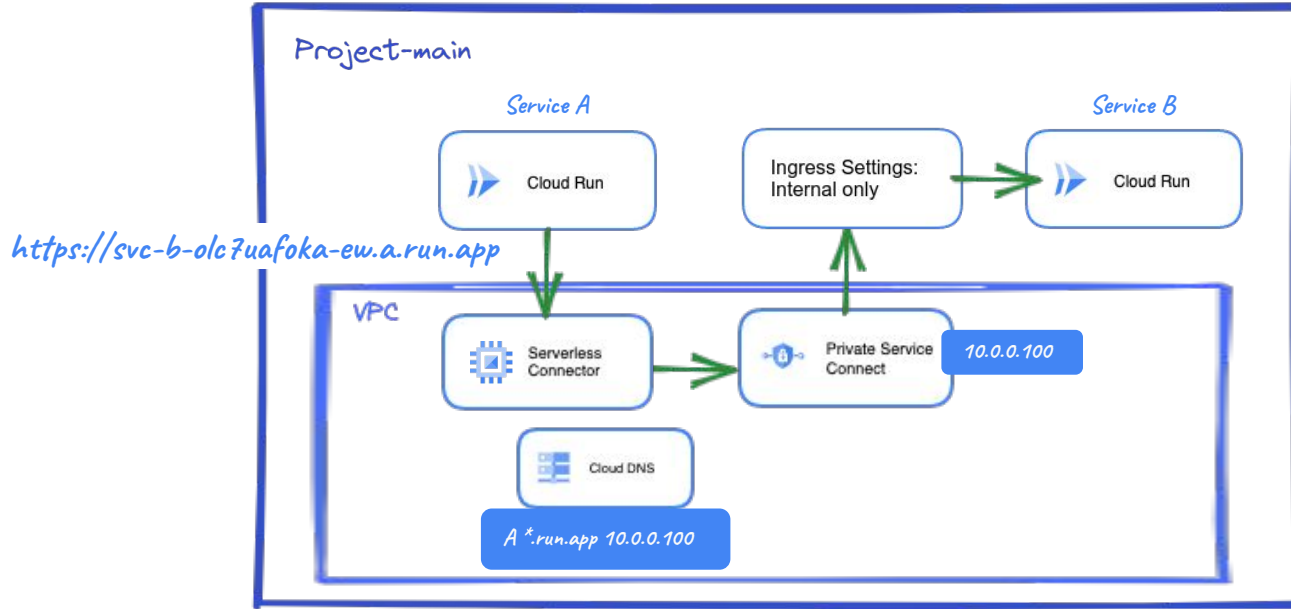 Project-main
Service A
Service B
Cloud Run
Ingress Settings:
Internal only
Cloud Run
https://svc-b-olc7uafoka-ew.a.run.app
VPC
Serverless
Connector
Private Service
Connect
10.0.0.100
Cloud DNS
A *.run.app 10.0.0.100